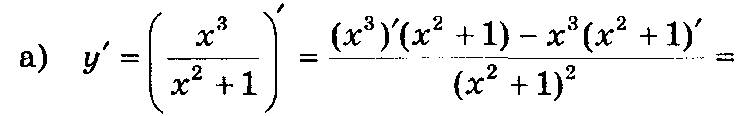 а) y′ = (x³ / (x² + 1))′ = ((x³)′(x² + 1) − x³(x² + 1)′) / (x² + 1)² =